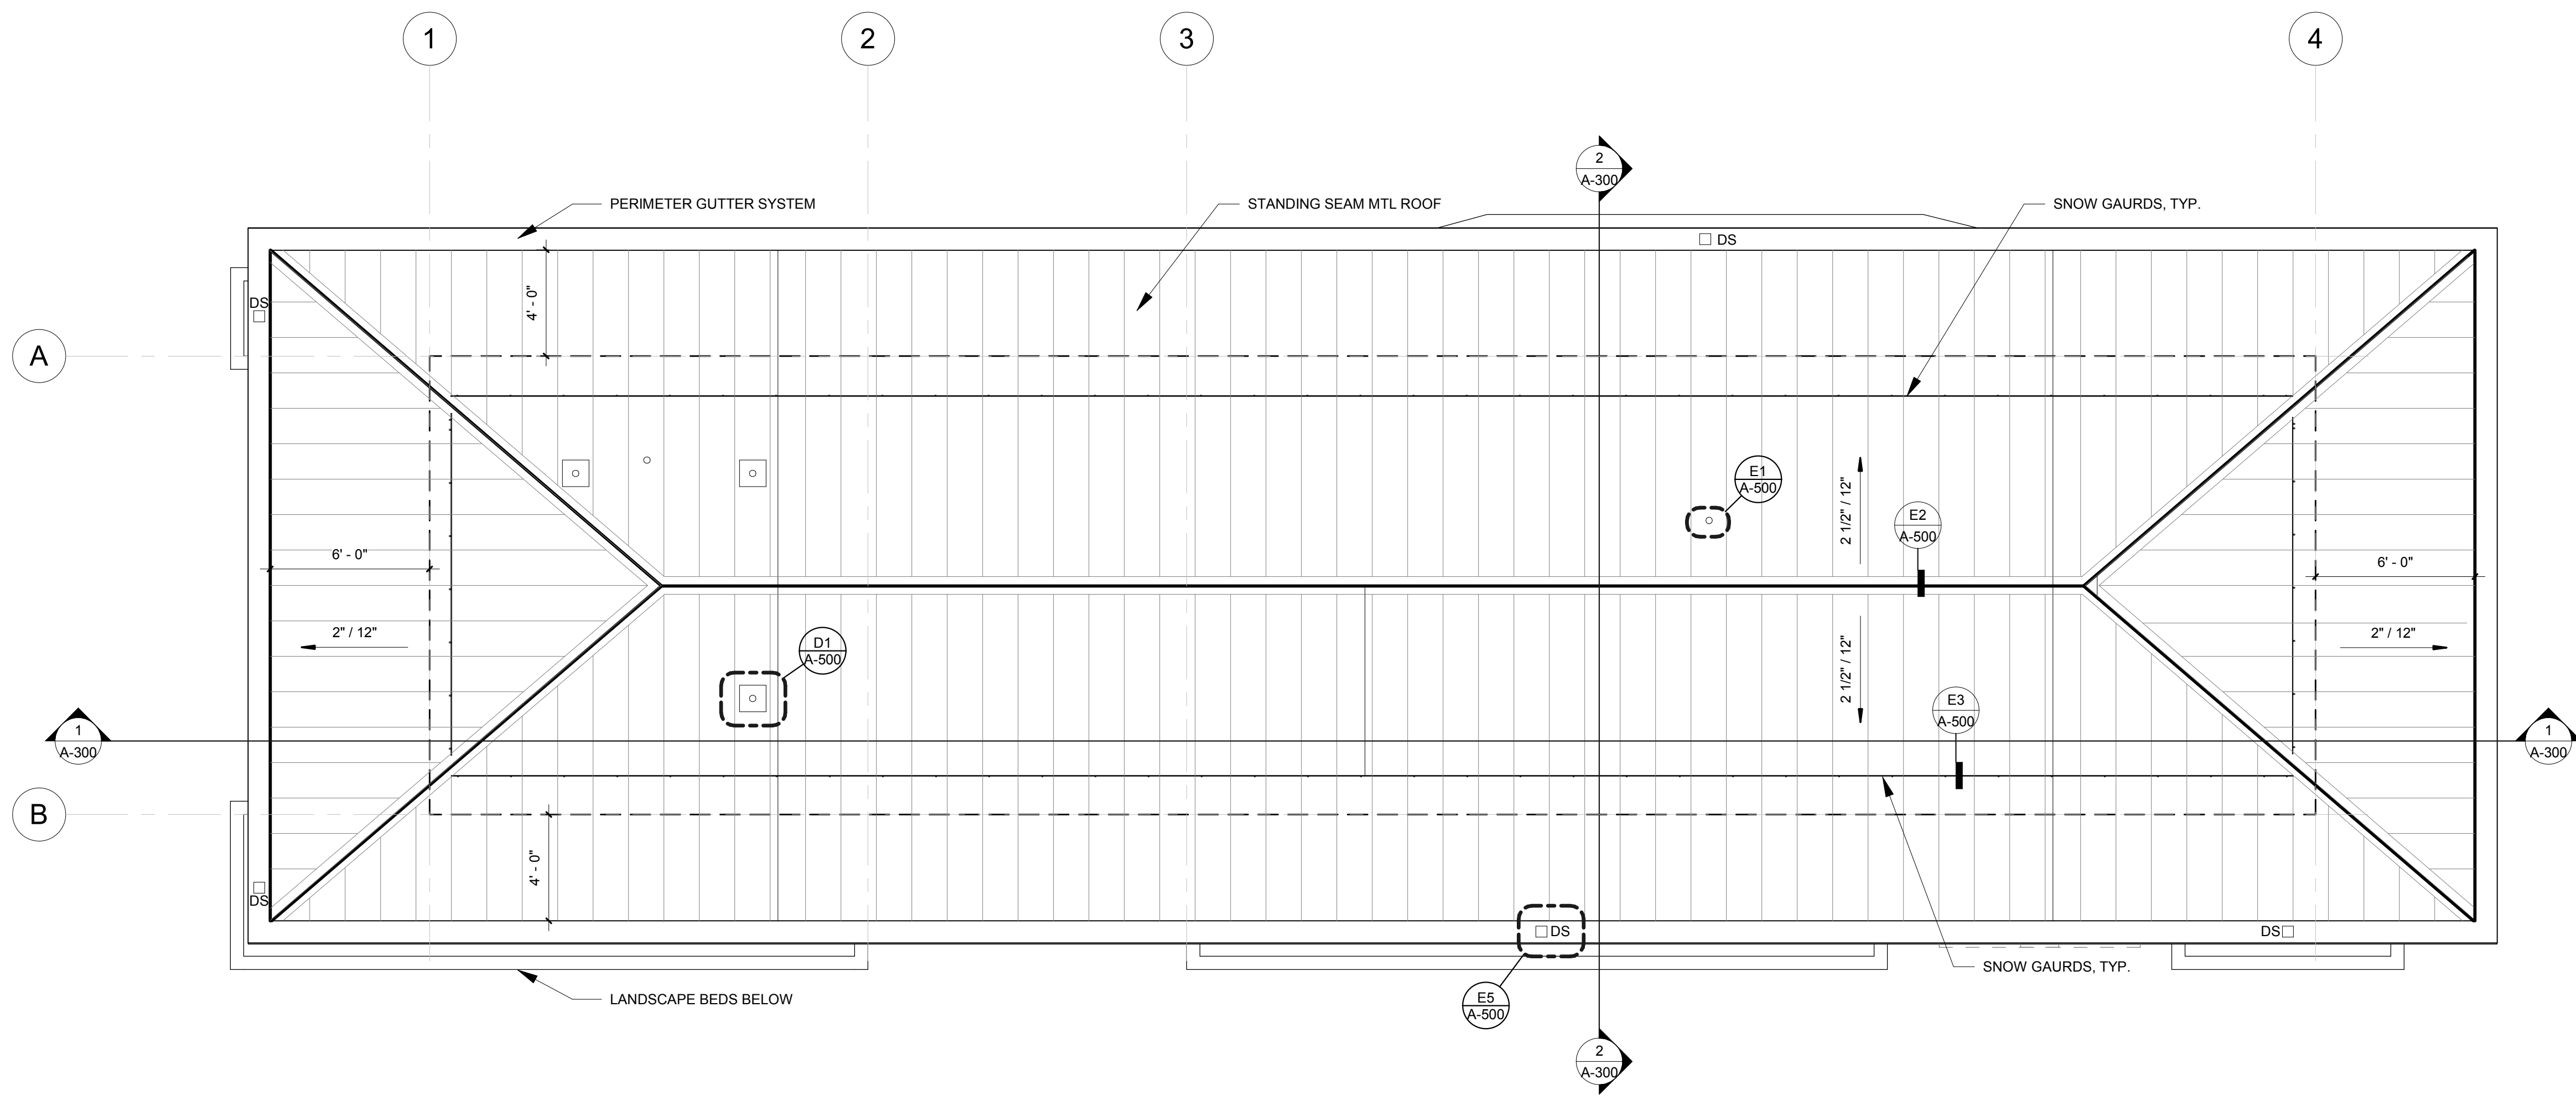 1
2
3
4
2
A-300
PERIMETER GUTTER SYSTEM
STANDING SEAM MTL ROOF
SNOW GAURDS, TYP.
DS
DS
4' - 0"
A
E1
A-500
2 1/2" / 12"
E2
A-500
6' - 0"
6' - 0"
2" / 12"
D1
A-500
2 1/2" / 12"
2" / 12"
E3
A-500
1
A-300
1
A-300
B
4' - 0"
DS
DS
DS
SNOW GAURDS, TYP.
LANDSCAPE BEDS BELOW
E5
A-500
2
A-300